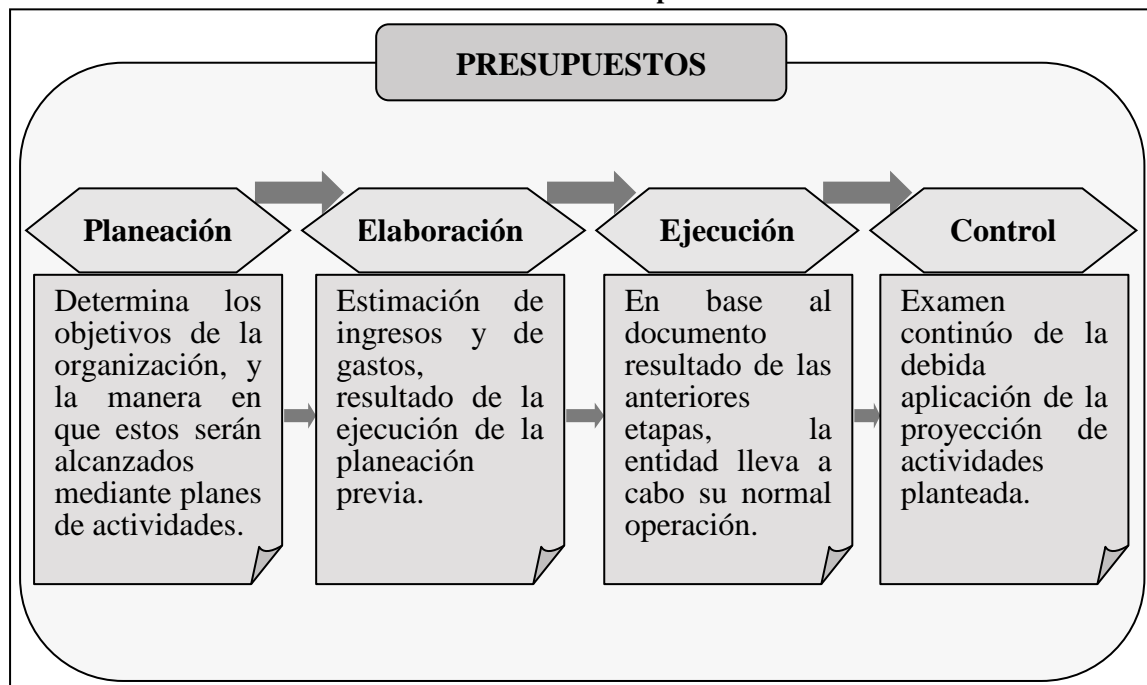 PRESUPUESTOS
Planeación
Elaboración
Ejecución
Control
Determina los
objetivos de la
organización, y
la manera en
que estos serán
alcanzados
mediante planes
de actividades.
Estimación de
ingresos y de
gastos,
resultado de la
ejecución de la
planeación
previa.
En base al
documento
resultado de las
anteriores
etapas, la
entidad lleva a
cabo su normal
operación.
Examen
continúo de la
debida
aplicación de la
proyección de
actividades
planteada.